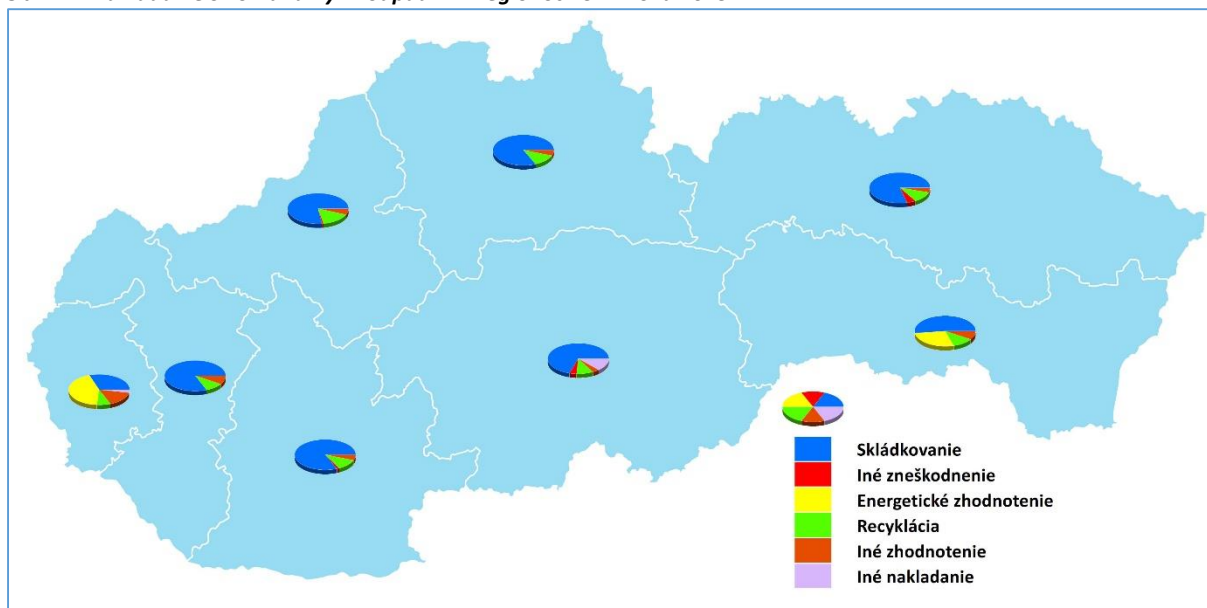 Skládkovanie
Iné zneškodnenie
Energetické zhodnotenie
Recyklácia
Iné zhodnotenie
Iné nakladanie